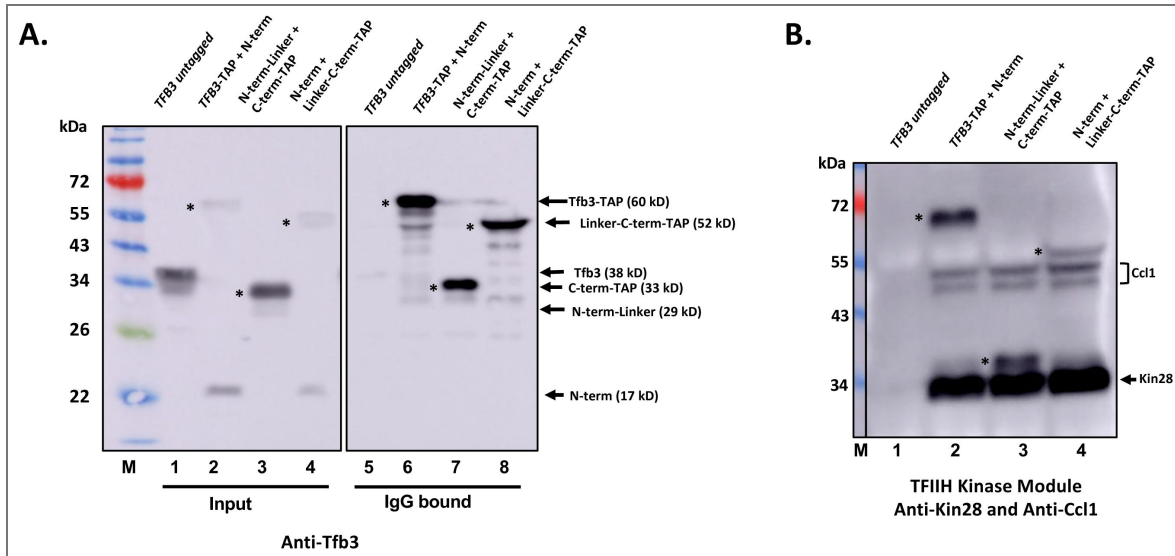 A.
TFB3 untagged
TFB3-TAP + N-term
N-term-Linker +
C-term-TAP
N-term +
Linker-C-term-TAP
TFB3 untagged
TFB3-TAP + N-term
N-term-Linker +
C-term-TAP
N-term +
Linker-C-term-TAP
kDa
72
55
43
34
26
22
*
*
*
*
*
*
Tfb3-TAP (60 kD)
Linker-C-term-TAP (52 kD)
Tfb3 (38 kD)
C-term-TAP (33 kD)
N-term-Linker (29 kD)
N-term (17 kD)
M 1 2 3 4 5 6 7 8
Input IgG bound
Anti-Tfb3
B.
TFB3 untagged
TFB3-TAP + N-term
N-term-Linker +
C-term-TAP
N-term +
Linker-C-term-TAP
kDa
72
55
43
34
*
*
*
Ccl1
Kin28
M 1 2 3 4
TFIIH Kinase Module
Anti-Kin28 and Anti-Ccl1